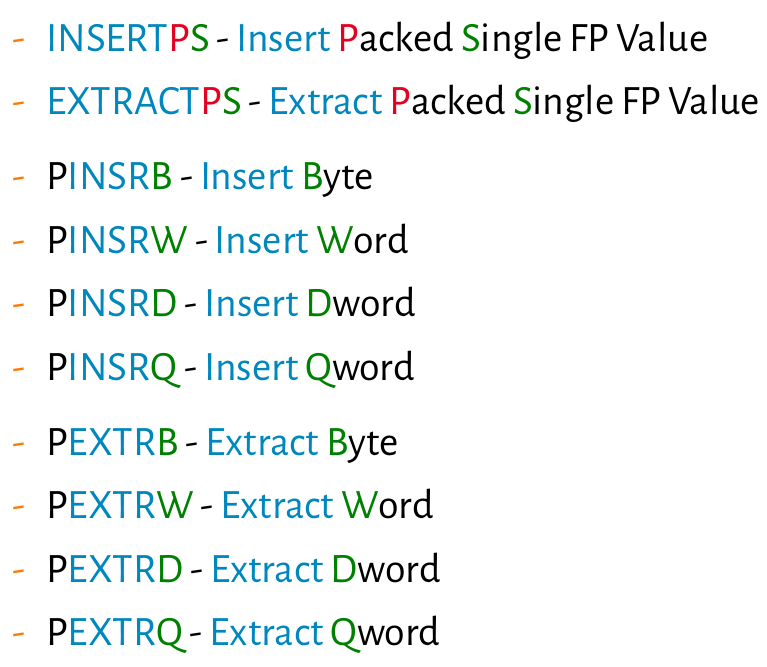 - INSERTPS - Insert Packed Single FP Value
- EXTRACTPS - Extract Packed Single FP Value
- PINSRB - Insert Byte
- PINSRW - Insert Word
- PINSRD - Insert Dword
- PINSRQ - Insert Qword
- PEXTRB - Extract Byte
- PEXTRW - Extract Word
- PEXTRD - Extract Dword
- PEXTRQ - Extract Qword